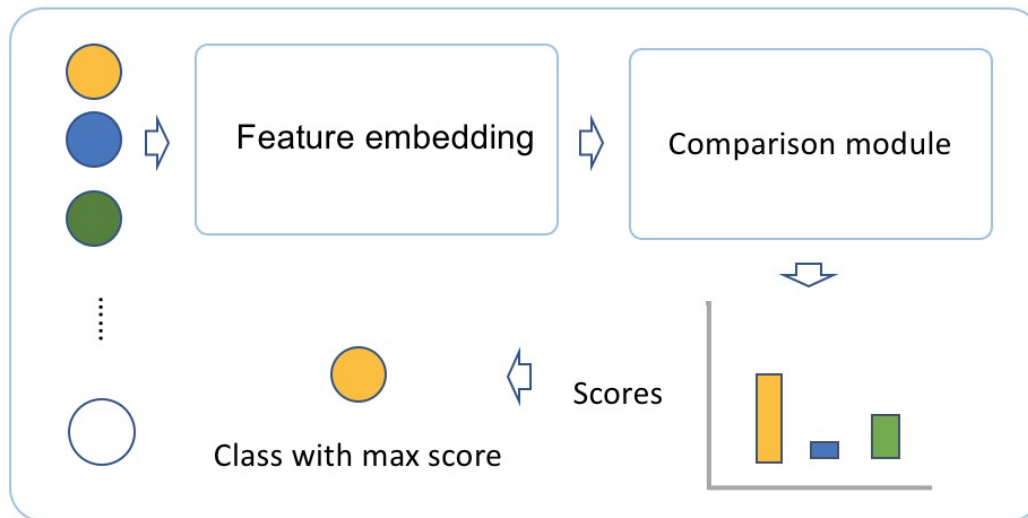 Feature embedding
Comparison module
Scores
Class with max score